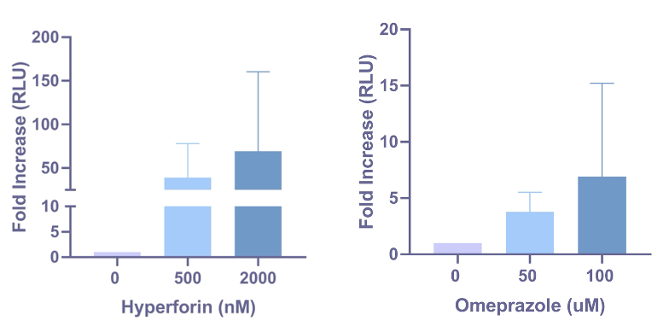 Fold Increase (RLU)
200
150
100
50
10
5
0
0 500 2000
Hyperforin (nM)
Fold Increase (RLU)
20
15
10
5
0
0 50 100
Omeprazole (uM)